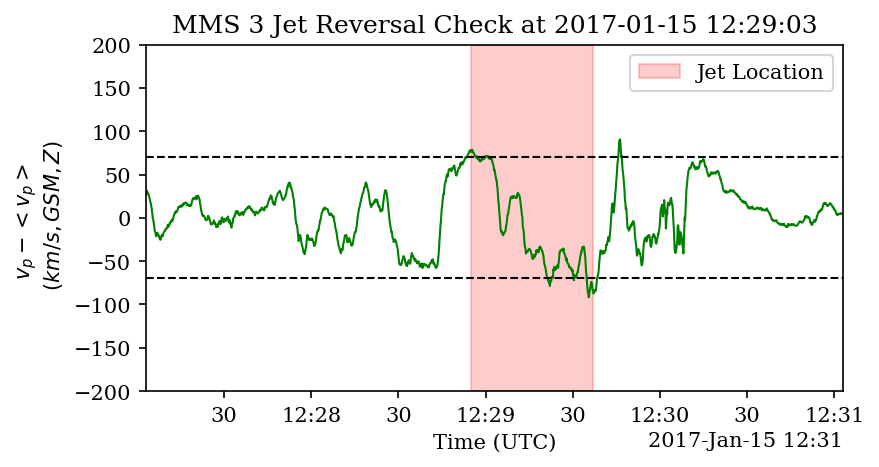 MMS 3 Jet Reversal Check at 2017-01-15 12:29:03
v_p − <v_p>
(km/s, GSM, Z)
200
150
100
50
0
−50
−100
−150
−200
Jet Location
30 12:28 30 12:29 30 12:30 30 12:31
Time (UTC)
2017-Jan-15 12:31